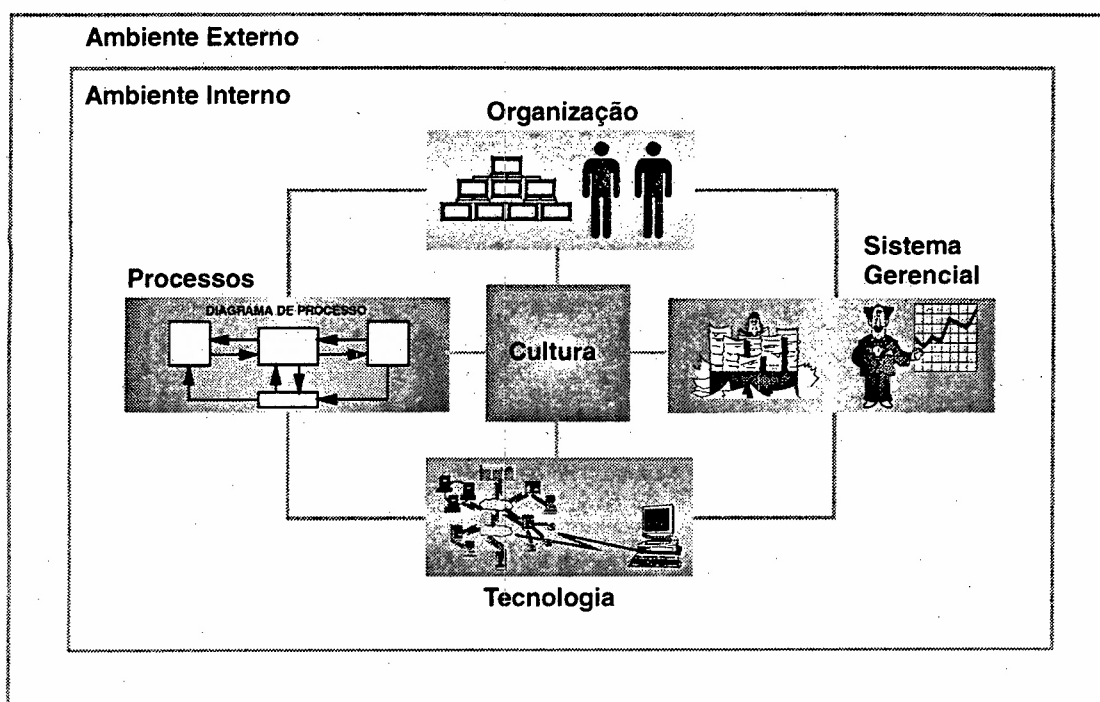 Ambiente Externo
Ambiente Interno
Organização
Sistema
Gerencial
Processos
DIAGRAMA DE PROCESSO
Cultura
Tecnologia